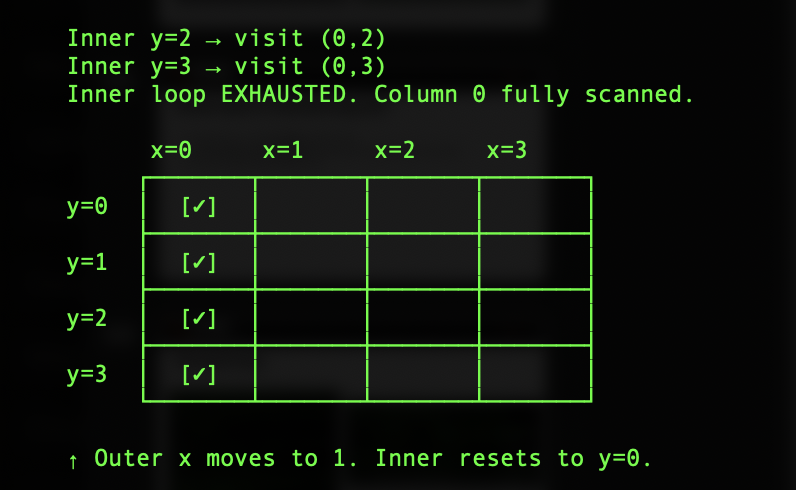 Inner y=2 → visit (0,2)
Inner y=3 → visit (0,3)
Inner loop EXHAUSTED. Column 0 fully scanned.
x=0 x=1 x=2 x=3
y=0 [✓]
y=1 [✓]
y=2 [✓]
y=3 [✓]
↑ Outer x moves to 1. Inner resets to y=0.